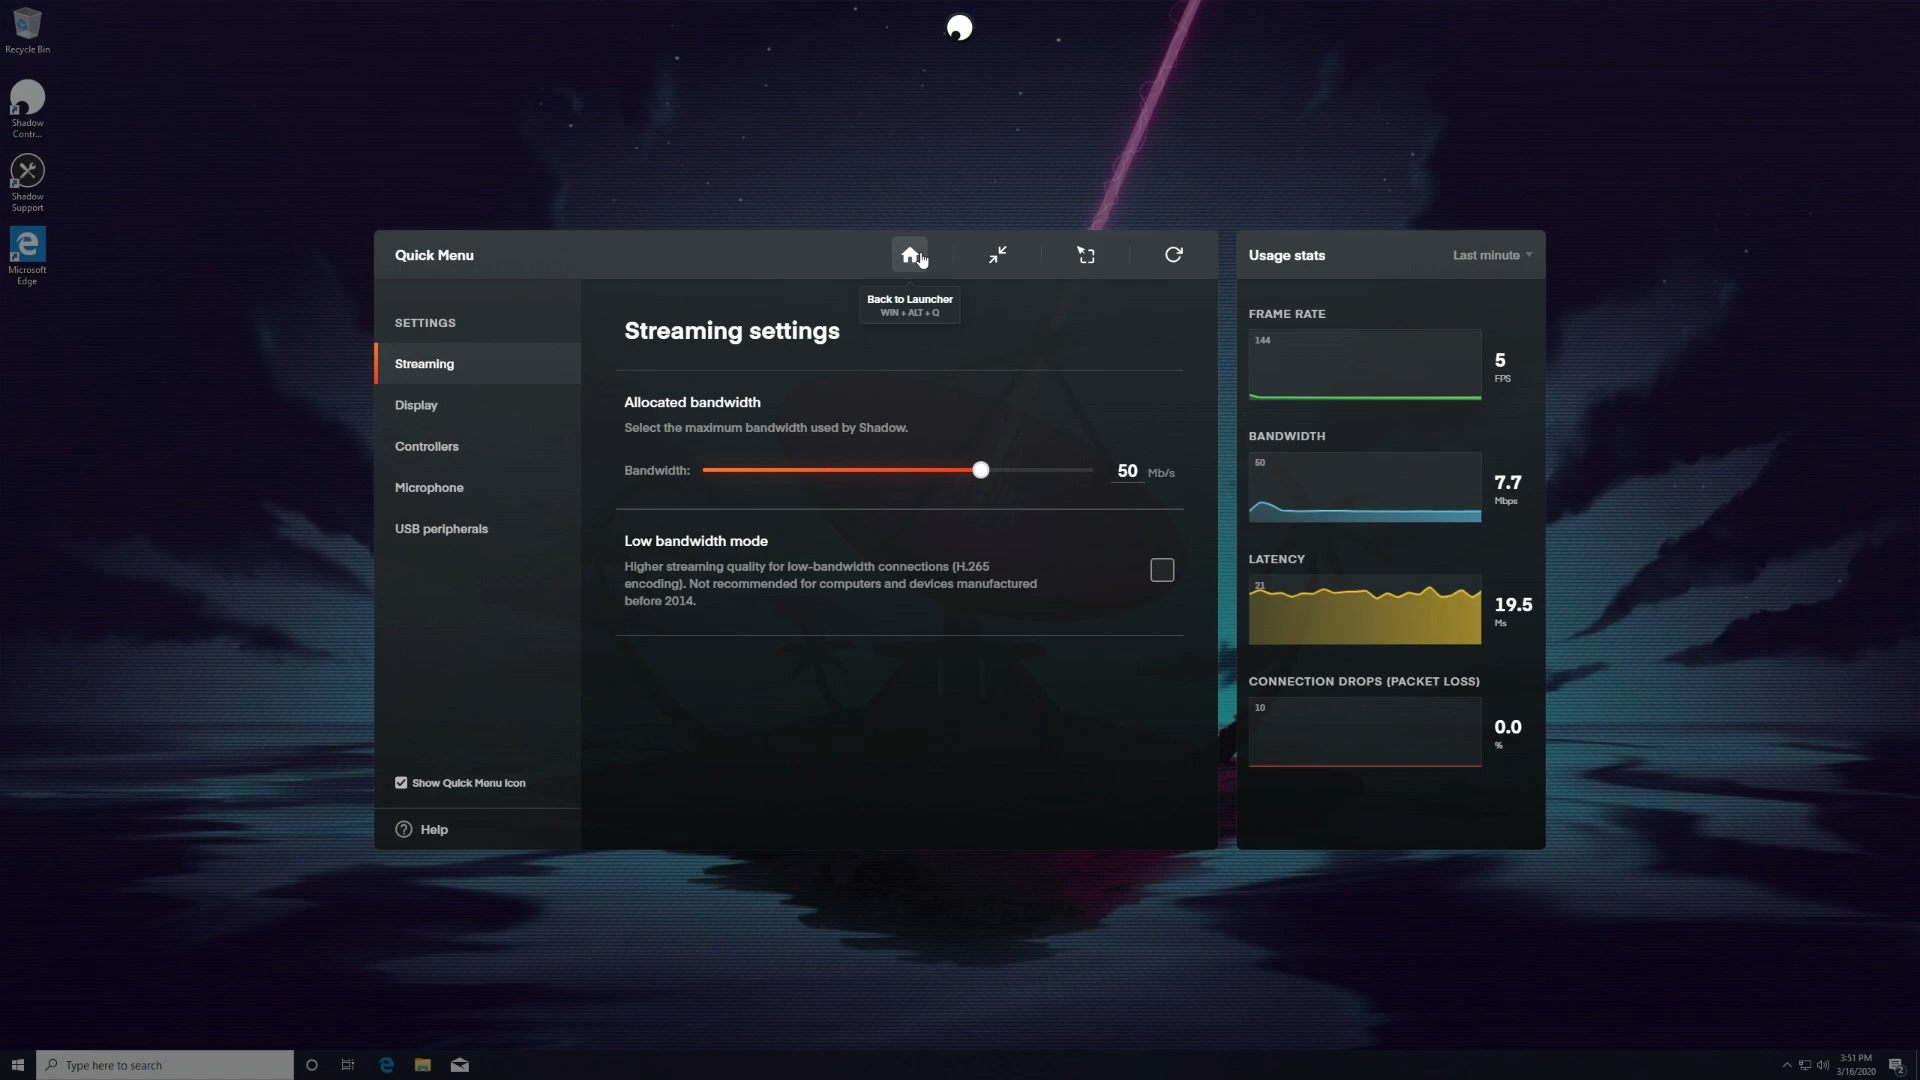 Recycle Bin
Shadow
Contr...
Shadow
Support
Microsoft
Edge
Quick Menu
Back to Launcher
WIN + ALT + Q
SETTINGS
Streaming
Display
Controllers
Microphone
USB peripherals
Show Quick Menu Icon
Help
Streaming settings
Allocated bandwidth
Select the maximum bandwidth used by Shadow.
Bandwidth:
50 Mb/s
Low bandwidth mode
Higher streaming quality for low-bandwidth connections (H.265
encoding). Not recommended for computers and devices manufactured
before 2014.
Usage stats
Last minute
FRAME RATE
144
5
FPS
BANDWIDTH
50
7.7
Mbps
LATENCY
21
19.5
Ms
CONNECTION DROPS (PACKET LOSS)
10
0.0
%
Type here to search
3:51 PM
3/16/2020
2